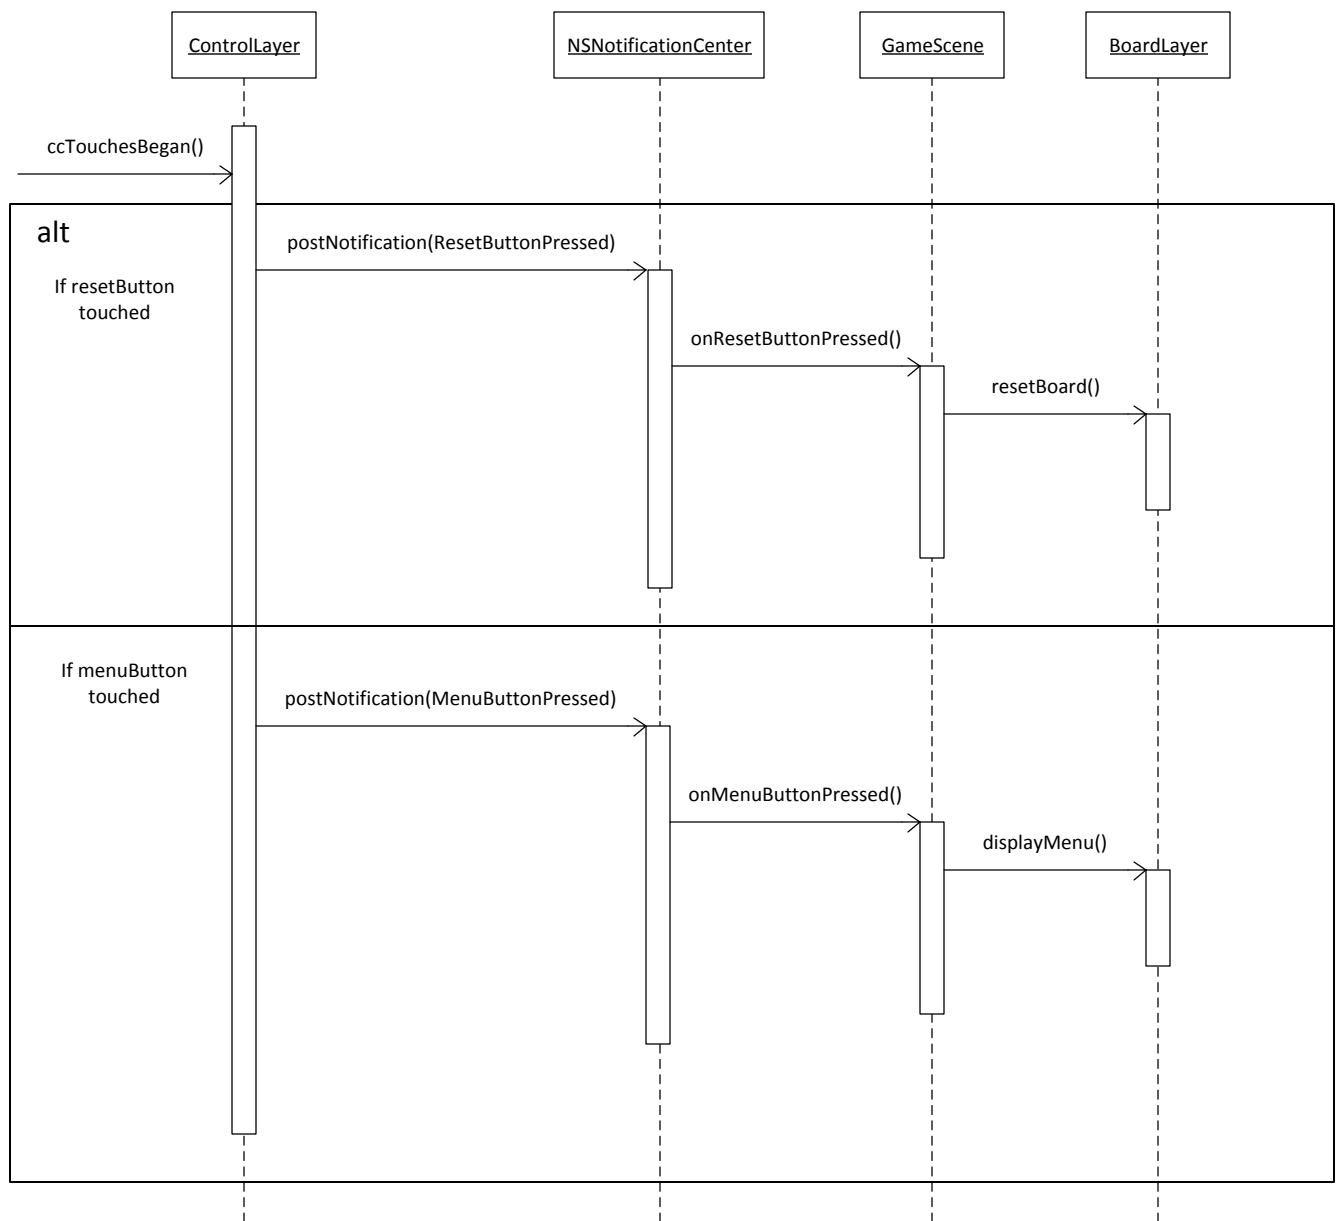 ControlLayer
NSNotificationCenter
GameScene
BoardLayer
ccTouchesBegan()
alt
postNotification(ResetButtonPressed)
If resetButton
touched
onResetButtonPressed()
resetBoard()
If menuButton
touched
postNotification(MenuButtonPressed)
onMenuButtonPressed()
displayMenu()